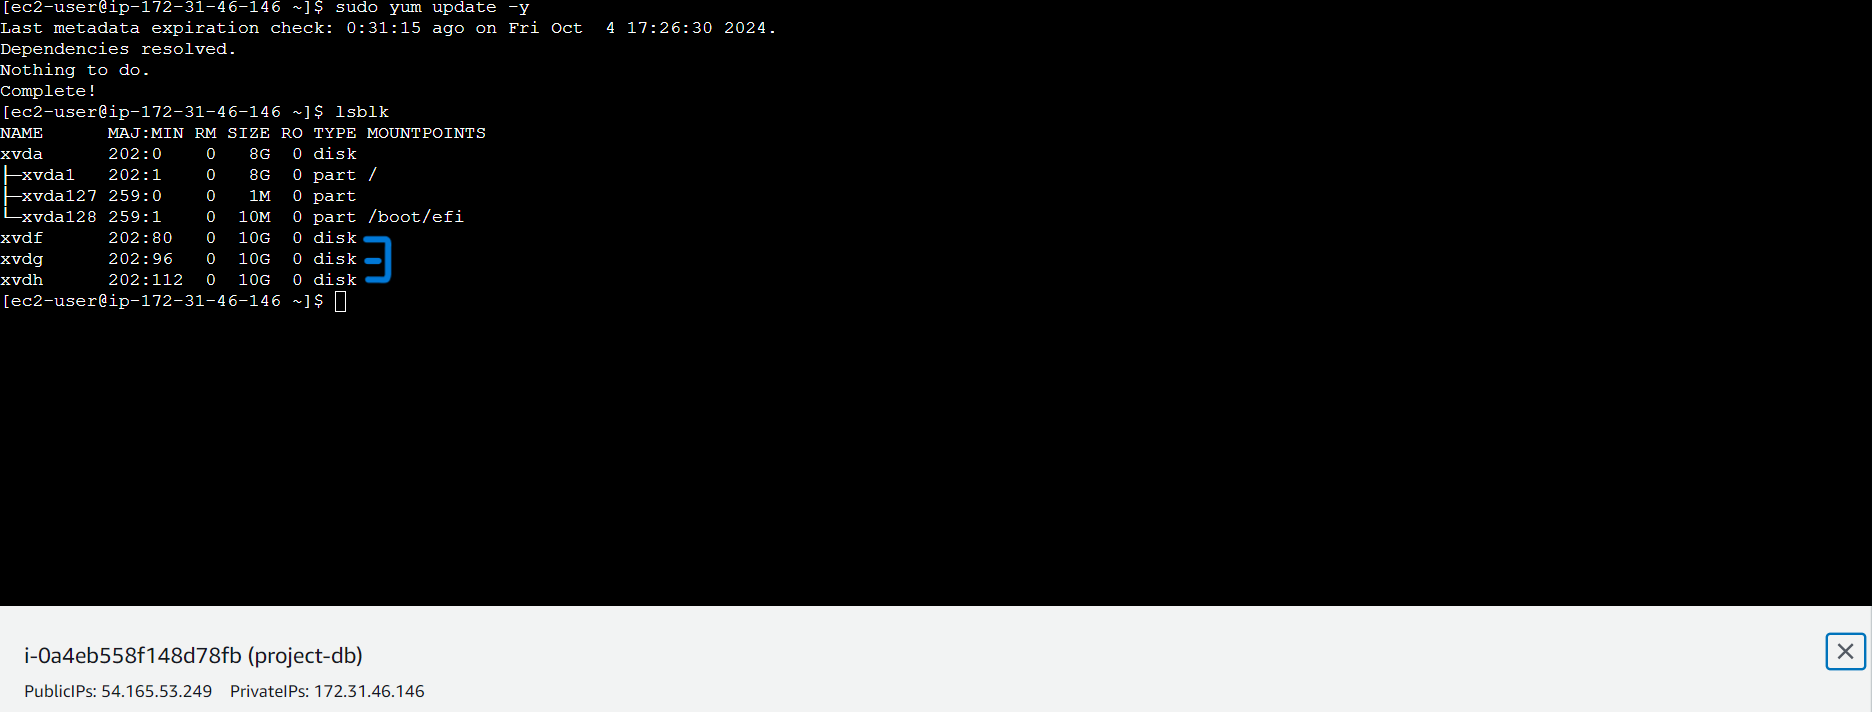 [ec2-user@ip-172-31-46-146 ~]$ sudo yum update -y
Last metadata expiration check: 0:31:15 ago on Fri Oct  4 17:26:30 2024.
Dependencies resolved.
Nothing to do.
Complete!
[ec2-user@ip-172-31-46-146 ~]$ lsblk
NAME      MAJ:MIN RM SIZE RO TYPE MOUNTPOINTS
xvda      202:0    0   8G  0 disk
├─xvda1   202:1    0   8G  0 part /
├─xvda127 259:0    0   1M  0 part
└─xvda128 259:1    0  10M  0 part /boot/efi
xvdf      202:80   0  10G  0 disk
xvdg      202:96   0  10G  0 disk
xvdh      202:112  0  10G  0 disk
[ec2-user@ip-172-31-46-146 ~]$
i-0a4eb558f148d78fb (project-db)
PublicIPs: 54.165.53.249 PrivateIPs: 172.31.46.146